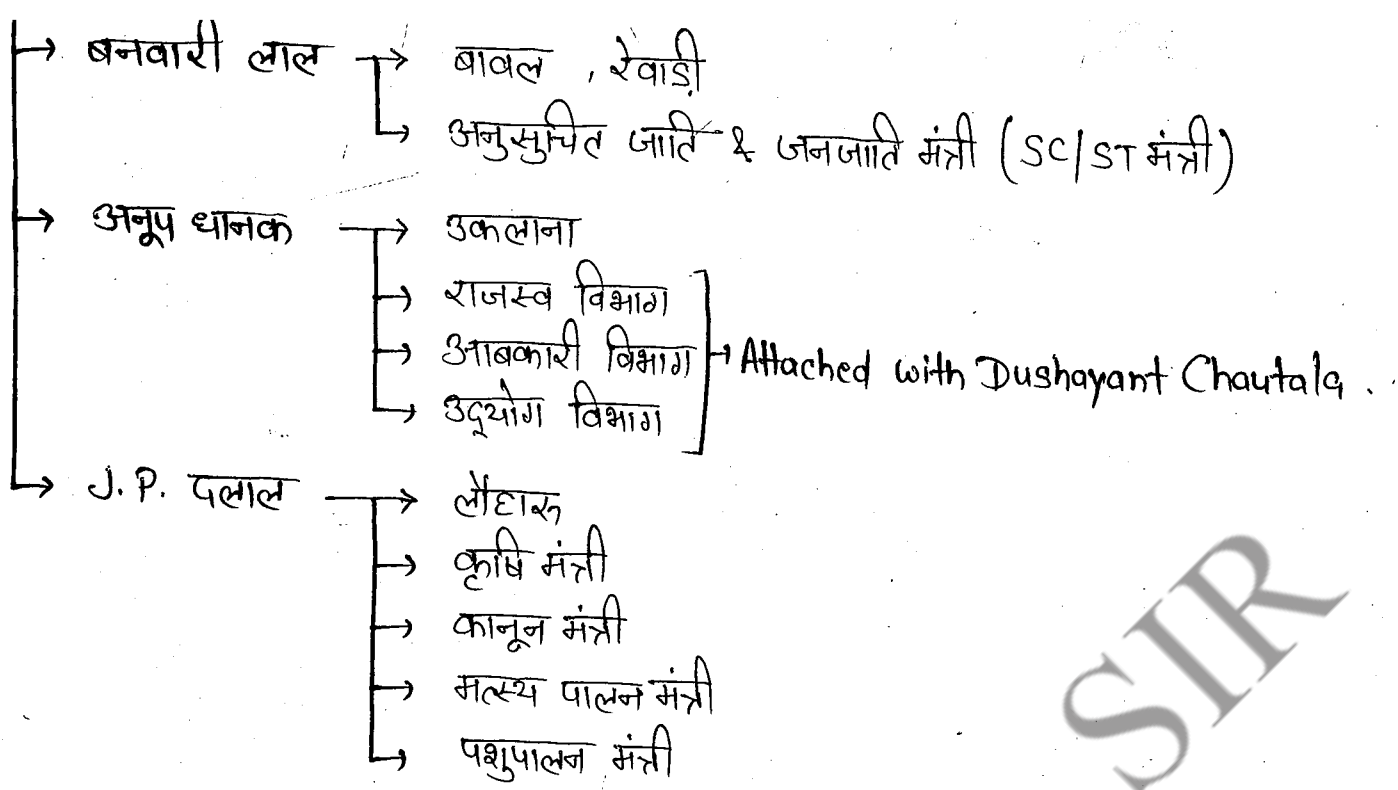 बनवारी लाल → बावल , रेवाड़ी
→ अनुसुचित जाति & जनजाति मंत्री (SC/ST मंत्री)
अनूप धानक → उकलाना
→ राजस्व विभाग
→ आबकारी विभाग → Attached with Dushayant Chautala .
→ उद्योग विभाग
J.P. दलाल → लौहारू
→ कृषि मंत्री
→ कानून मंत्री
→ मत्स्य पालन मंत्री
→ पशुपालन मंत्री
SIR